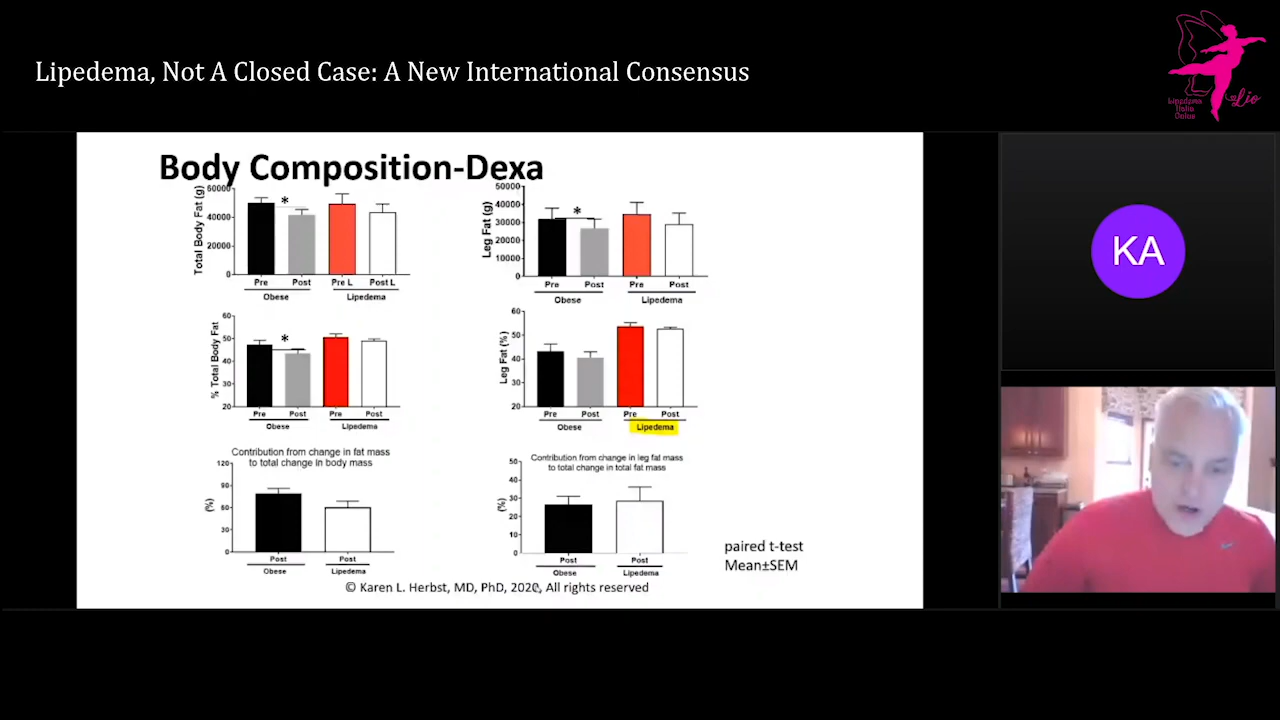 Lipedema, Not A Closed Case: A New International Consensus
Lipedema
Italia
Onlus
Lio
Body Composition-Dexa
Total Body Fat (g)
60000
40000
20000
0
*
Pre Post Pre L Post L
Obese Lipedema
Leg Fat (g)
50000
40000
30000
20000
10000
0
*
Pre Post Pre Post
Obese Lipedema
% Total Body Fat
60
50
40
30
20
*
Pre Post Pre Post
Obese Lipedema
Leg Fat (%)
60
50
40
30
20
Pre Post Pre Post
Obese Lipedema
Contribution from change in fat mass
to total change in body mass
(%)
120
90
60
30
0
Post Post
Obese Lipedema
Contribution from change in leg fat mass
to total change in total fat mass
(%)
50
40
30
20
10
0
Post Post
Obese Lipedema
paired t-test
Mean±SEM
© Karen L. Herbst, MD, PhD, 2020, All rights reserved
KA